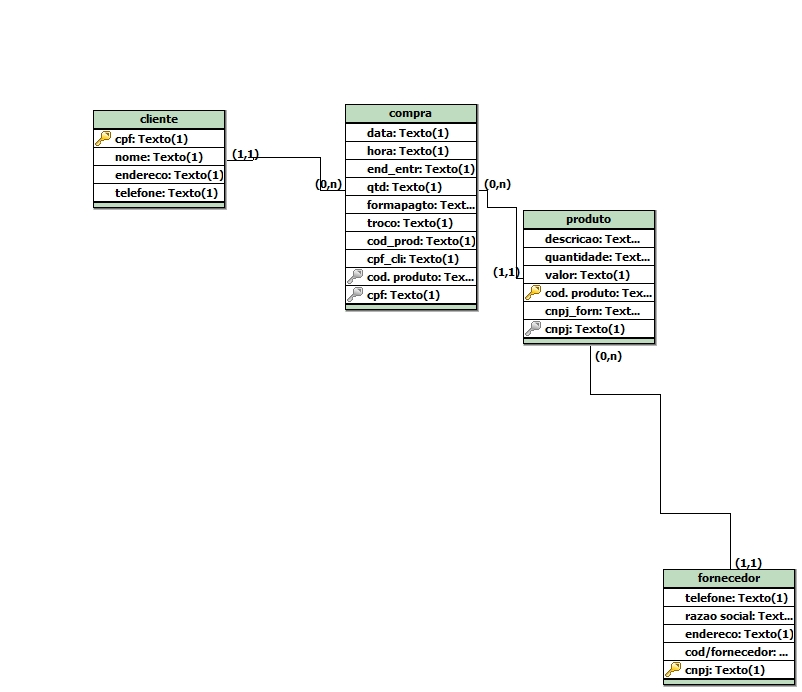 cliente
cpf: Texto(1)
nome: Texto(1)
endereco: Texto(1)
telefone: Texto(1)
(1,1)
(0,n)
compra
data: Texto(1)
hora: Texto(1)
end_entr: Texto(1)
qtd: Texto(1)
formapagto: Text...
troco: Texto(1)
cod_prod: Texto(1)
cpf_cli: Texto(1)
cod. produto: Tex...
cpf: Texto(1)
(0,n)
(1,1)
produto
descricao: Text...
quantidade: Text...
valor: Texto(1)
cod. produto: Tex...
cnpj_forn: Text...
cnpj: Texto(1)
(0,n)
(1,1)
fornecedor
telefone: Texto(1)
razao social: Text...
endereco: Texto(1)
cod/fornecedor: ...
cnpj: Texto(1)